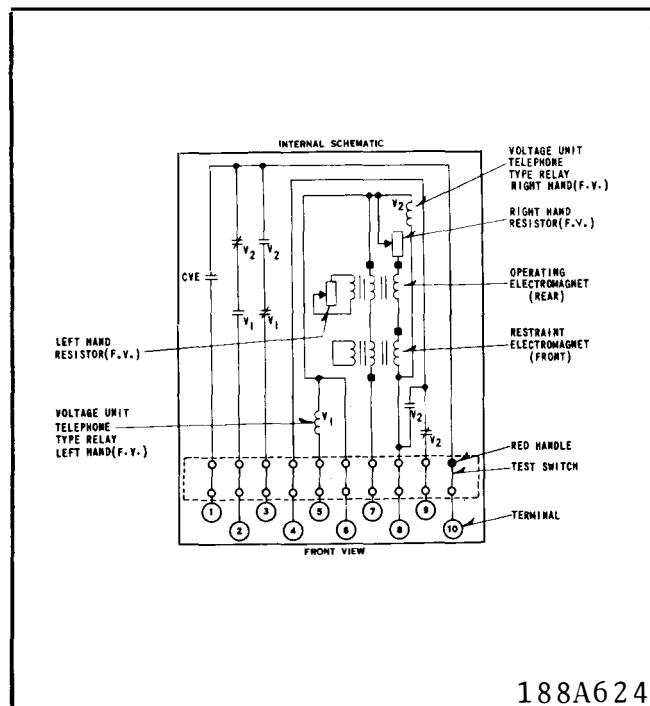 INTERNAL SCHEMATIC
VOLTAGE UNIT
TELEPHONE
TYPE RELAY
RIGHT HAND(F.V.)
RIGHT HAND
RESISTOR(F.V.)
OPERATING
ELECTROMAGNET
(REAR)
RESTRAINT
ELECTROMAGNET
(FRONT)
V2
V2
V2
CVE
V1
V1
LEFT HAND
RESISTOR(F.V.)
VOLTAGE UNIT
TELEPHONE
TYPE RELAY
LEFT HAND(F.V.)
V1
V2
V2
RED HANDLE
TEST SWITCH
TERMINAL
1 2 3 4 5 6 7 8 9 10
FRONT VIEW
188A624